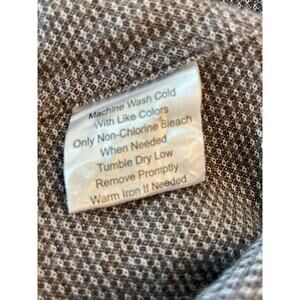 Machine Wash Cold
With Like Colors
Only Non-Chlorine Bleach
When Needed
Tumble Dry Low
Remove Promptly
Warm Iron If Needed